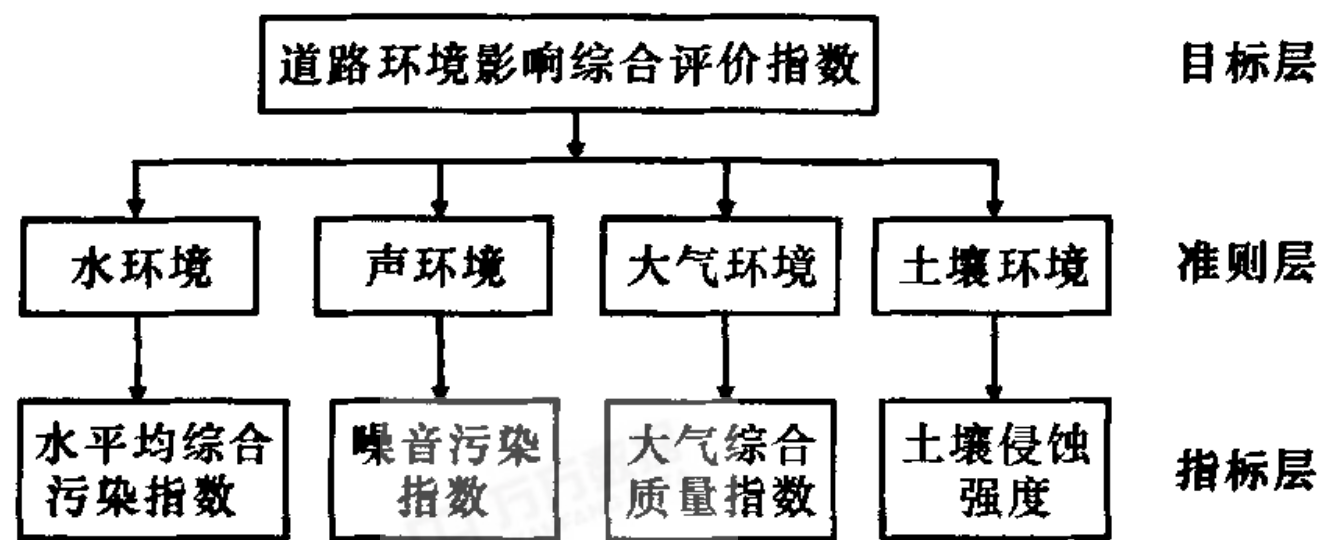 道路环境影响综合评价指数
目标层
水环境
声环境
大气环境
土壤环境
准则层
水平均综合
污染指数
噪音污染
指数
大气综合
质量指数
土壤侵蚀
强度
指标层